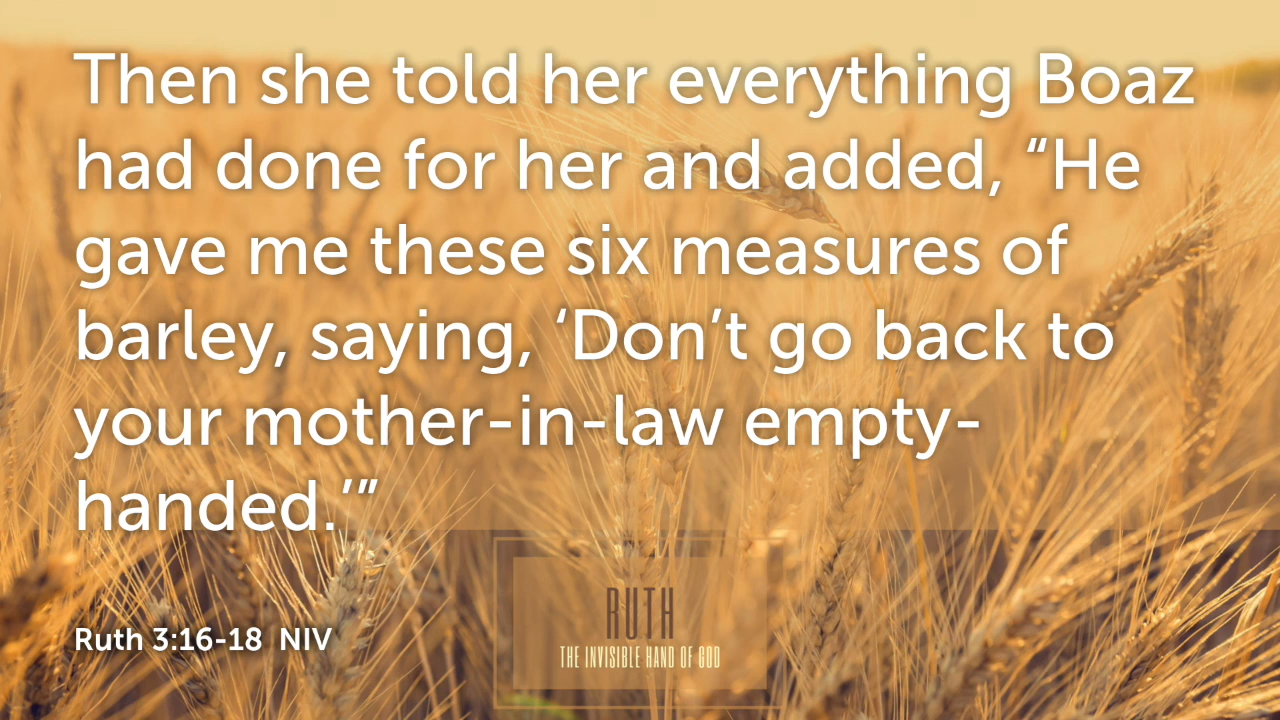 Then she told her everything Boaz
had done for her and added, “He
gave me these six measures of
barley, saying, ‘Don’t go back to
your mother-in-law empty-
handed.’”
Ruth 3:16-18 NIV
RUTH
THE INVISIBLE HAND OF GOD